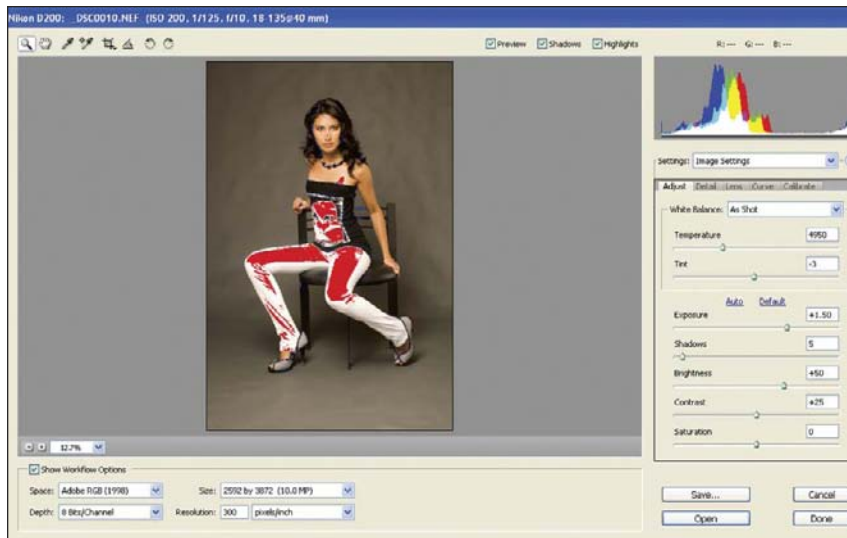 Nikon D200: _DSC0010.NEF (ISO 200, 1/125, f/10, 18-135@40 mm)
Preview Shadows Highlights R: --- G: --- B: ---
Settings: Image Settings
Adjust Detail Lens Curve Calibrate
White Balance: As Shot
Temperature 4950
Tint -3
Auto Default
Exposure +1.50
Shadows 5
Brightness +50
Contrast +25
Saturation 0
12.7%
Show Workflow Options
Space: Adobe RGB (1998) Size: 2592 by 3872 (10.0 MP)
Depth: 8 Bits/Channel Resolution: 300 pixels/inch
Save... Cancel
Open Done